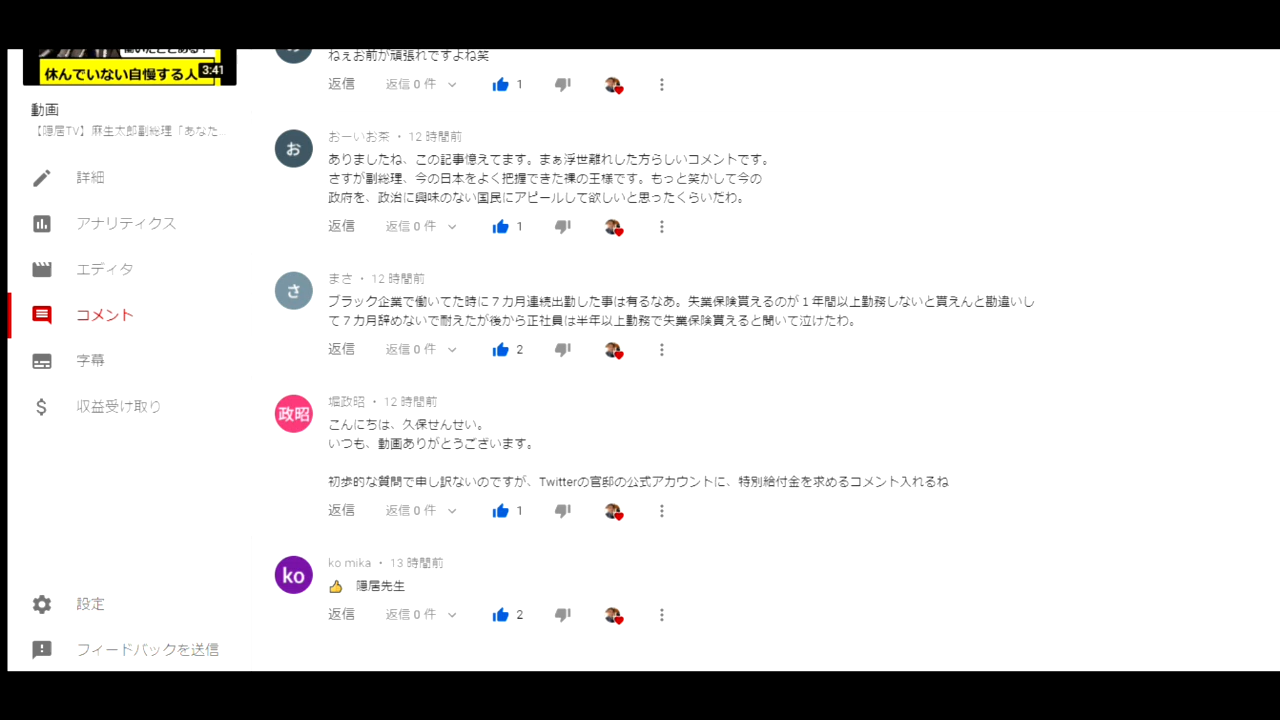 休んでいない自慢する人
3:41
動画
【隠居TV】麻生太郎副総理「あなた...
詳細
アナリティクス
エディタ
コメント
字幕
収益受け取り
設定
フィードバックを送信
ねぇお前が頑張れですよね笑
返信 返信 0 件 1
お
おーいお茶 ・ 12 時間前
ありましたね、この記事憶えてます。まぁ浮世離れした方らしいコメントです。
さすが副総理、今の日本をよく把握できた裸の王様です。もっと笑かして今の
政府を、政治に興味のない国民にアピールして欲しいと思ったくらいだわ。
返信 返信 0 件 1
さ
まさ ・ 12 時間前
ブラック企業で働いてた時に７カ月連続出勤した事は有るなあ。失業保険貰えるのが１年間以上勤務しないと貰えんと勘違いし
て７カ月辞めないで耐えたが後から正社員は半年以上勤務で失業保険貰えると聞いて泣けたわ。
返信 返信 0 件 2
政昭
堀政昭 ・ 12 時間前
こんにちは、久保せんせい。
いつも、動画ありがとうございます。
初歩的な質問で申し訳ないのですが、Twitterの官邸の公式アカウントに、特別給付金を求めるコメント入れるね
返信 返信 0 件 1
ko
ko mika ・ 13 時間前
👍 隠居先生
返信 返信 0 件 2